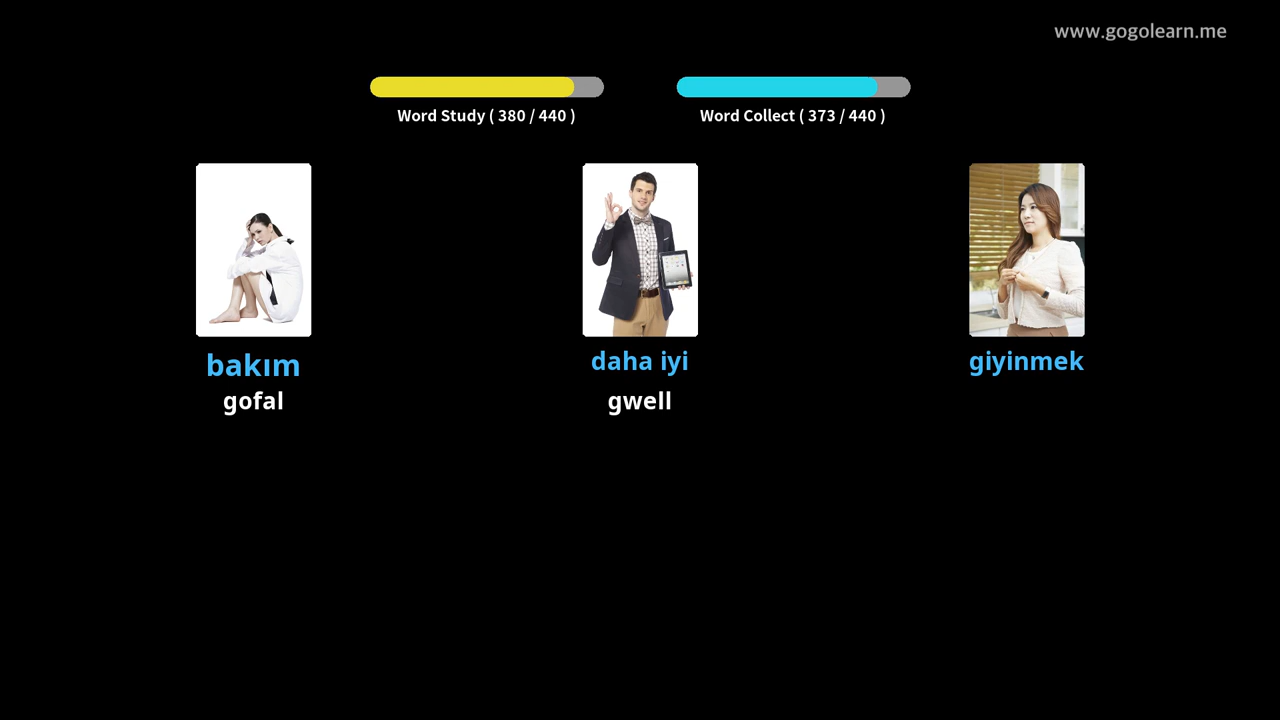 www.gogolearn.me
Word Study ( 380 / 440 )
Word Collect ( 373 / 440 )
bakım
gofal
daha iyi
gwell
giyinmek